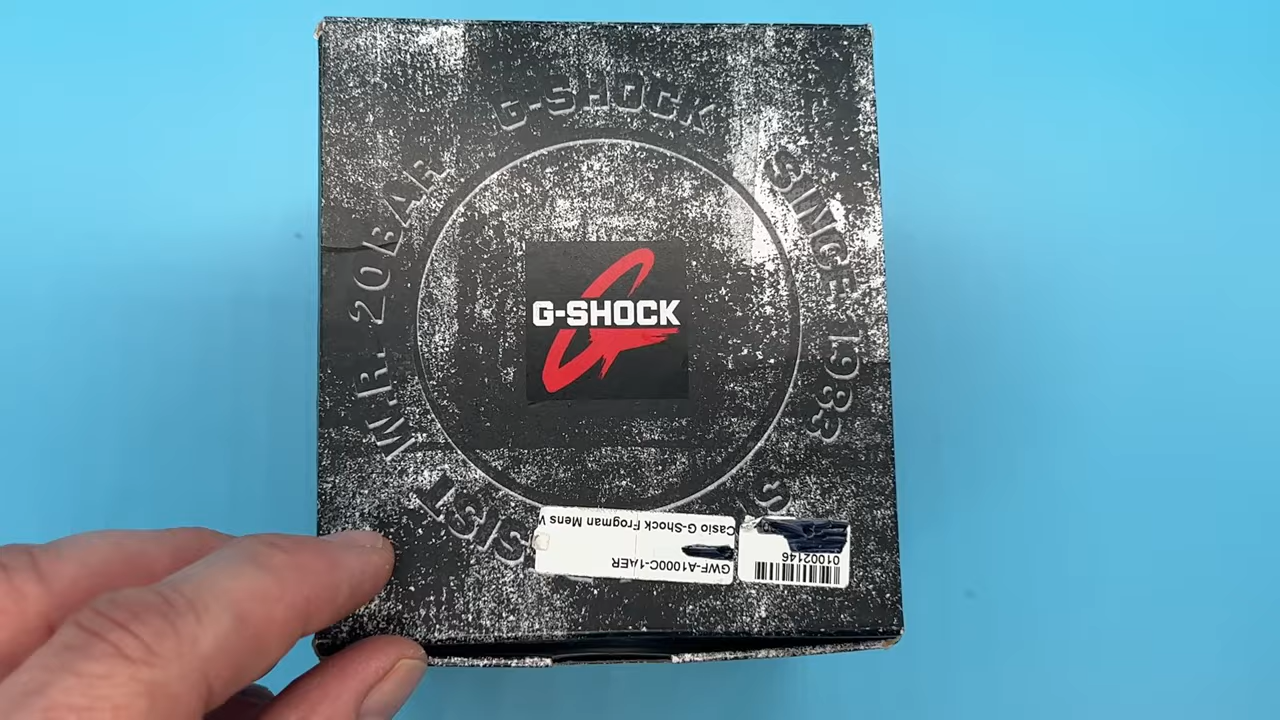 G-SHOCK
SINCE 1983
W.R. 20BAR
G-SHOCK
Casio G-Shock Frogman Mens
GWF-A1000C-1AER
01002146